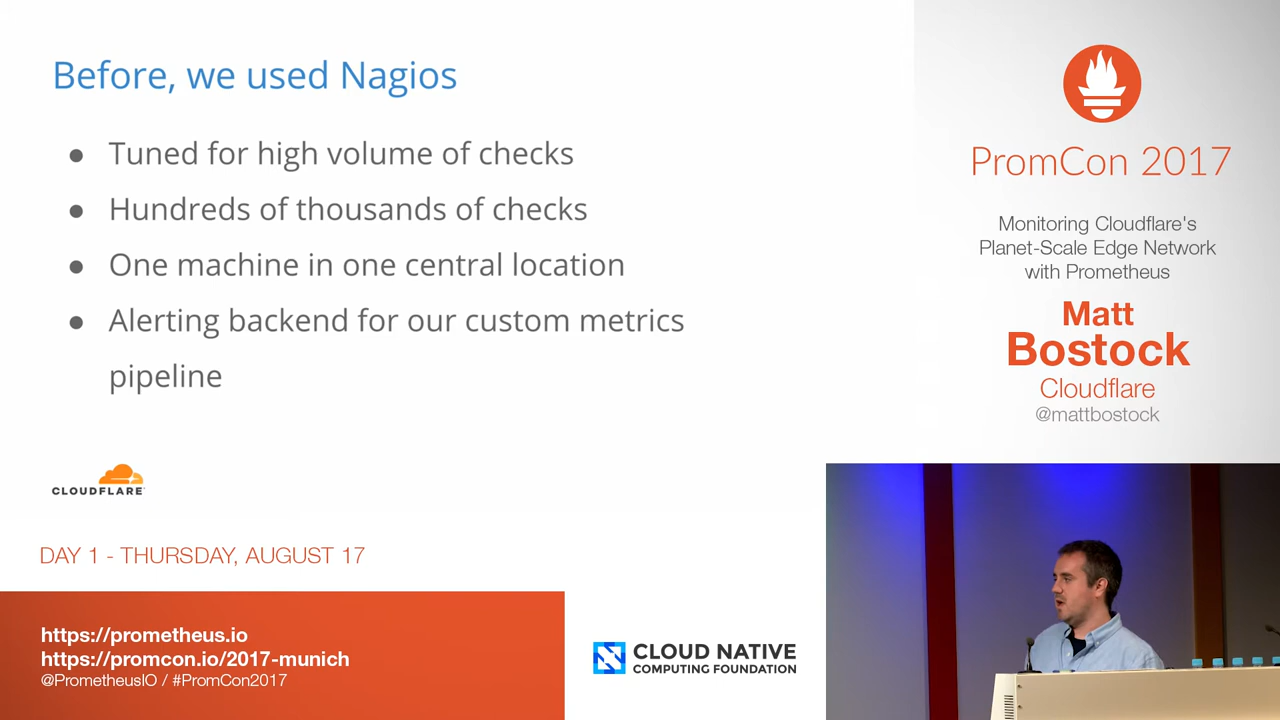 Before, we used Nagios
● Tuned for high volume of checks
● Hundreds of thousands of checks
● One machine in one central location
● Alerting backend for our custom metrics
pipeline
CLOUDFLARE
DAY 1 - THURSDAY, AUGUST 17
https://prometheus.io
https://promcon.io/2017-munich
@PrometheusIO / #PromCon2017
CLOUD NATIVE
COMPUTING FOUNDATION
PromCon 2017
Monitoring Cloudflare's
Planet-Scale Edge Network
with Prometheus
Matt
Bostock
Cloudflare
@mattbostock